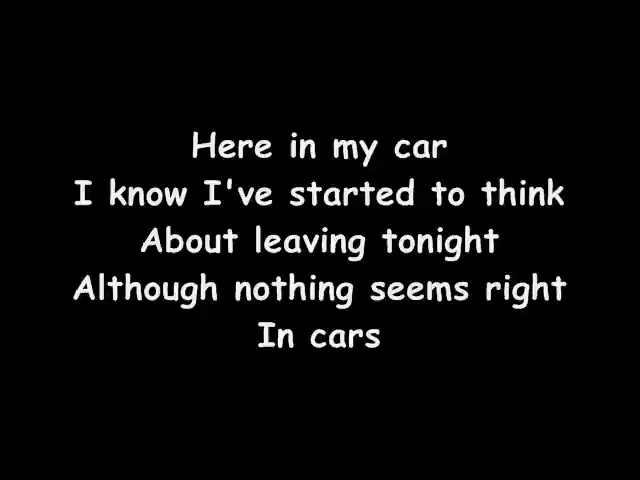 Here in my car
I know I've started to think
About leaving tonight
Although nothing seems right
In cars